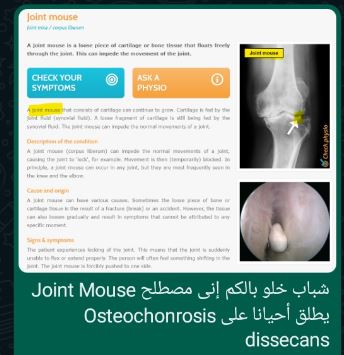 joint mouse
joint mice / corpus liberum
A joint mouse is a loose piece of cartilage or bone tissue that floats freely
through the joint. This can impede the movement of the joint.
CHECK YOUR
SYMPTOMS
ASK A
PHYSIO
A joint mouse that consists of cartilage can continue to grow. Cartilage is fed by the
joint fluid (synovial fluid). A loose fragment of cartilage is still being fed by the
synovial fluid. The joint mouse can impede the normal movements of a joint.
Description of the condition
A joint mouse (corpus liberum) can impede the normal movements of a joint,
causing the joint to 'lock', for example. Movement is then (temporarily) blocked. In
principle, a joint mouse can occur in any joint, but they are most frequently seen in
the knee and the elbow.
Cause and origin
A joint mouse can have various causes. Sometimes the loose piece of bone or
cartilage tissue is the result of a fracture (break) or an accident. However, the tissue
can also loosen gradually and result in symptoms that cannot be attributed to any
specific moment.
Signs & symptoms
The patient experiences locking of the joint. This means that the joint is suddenly
unable to flex or extend properly. The person will often feel something shifting in the
joint. The joint mouse is forcibly pushed to one side.
Joint mouse
Check physio
شباب خلو بالكم إنى مصطلح Joint Mouse
يطلق أحيانا على Osteochonrosis
dissecans